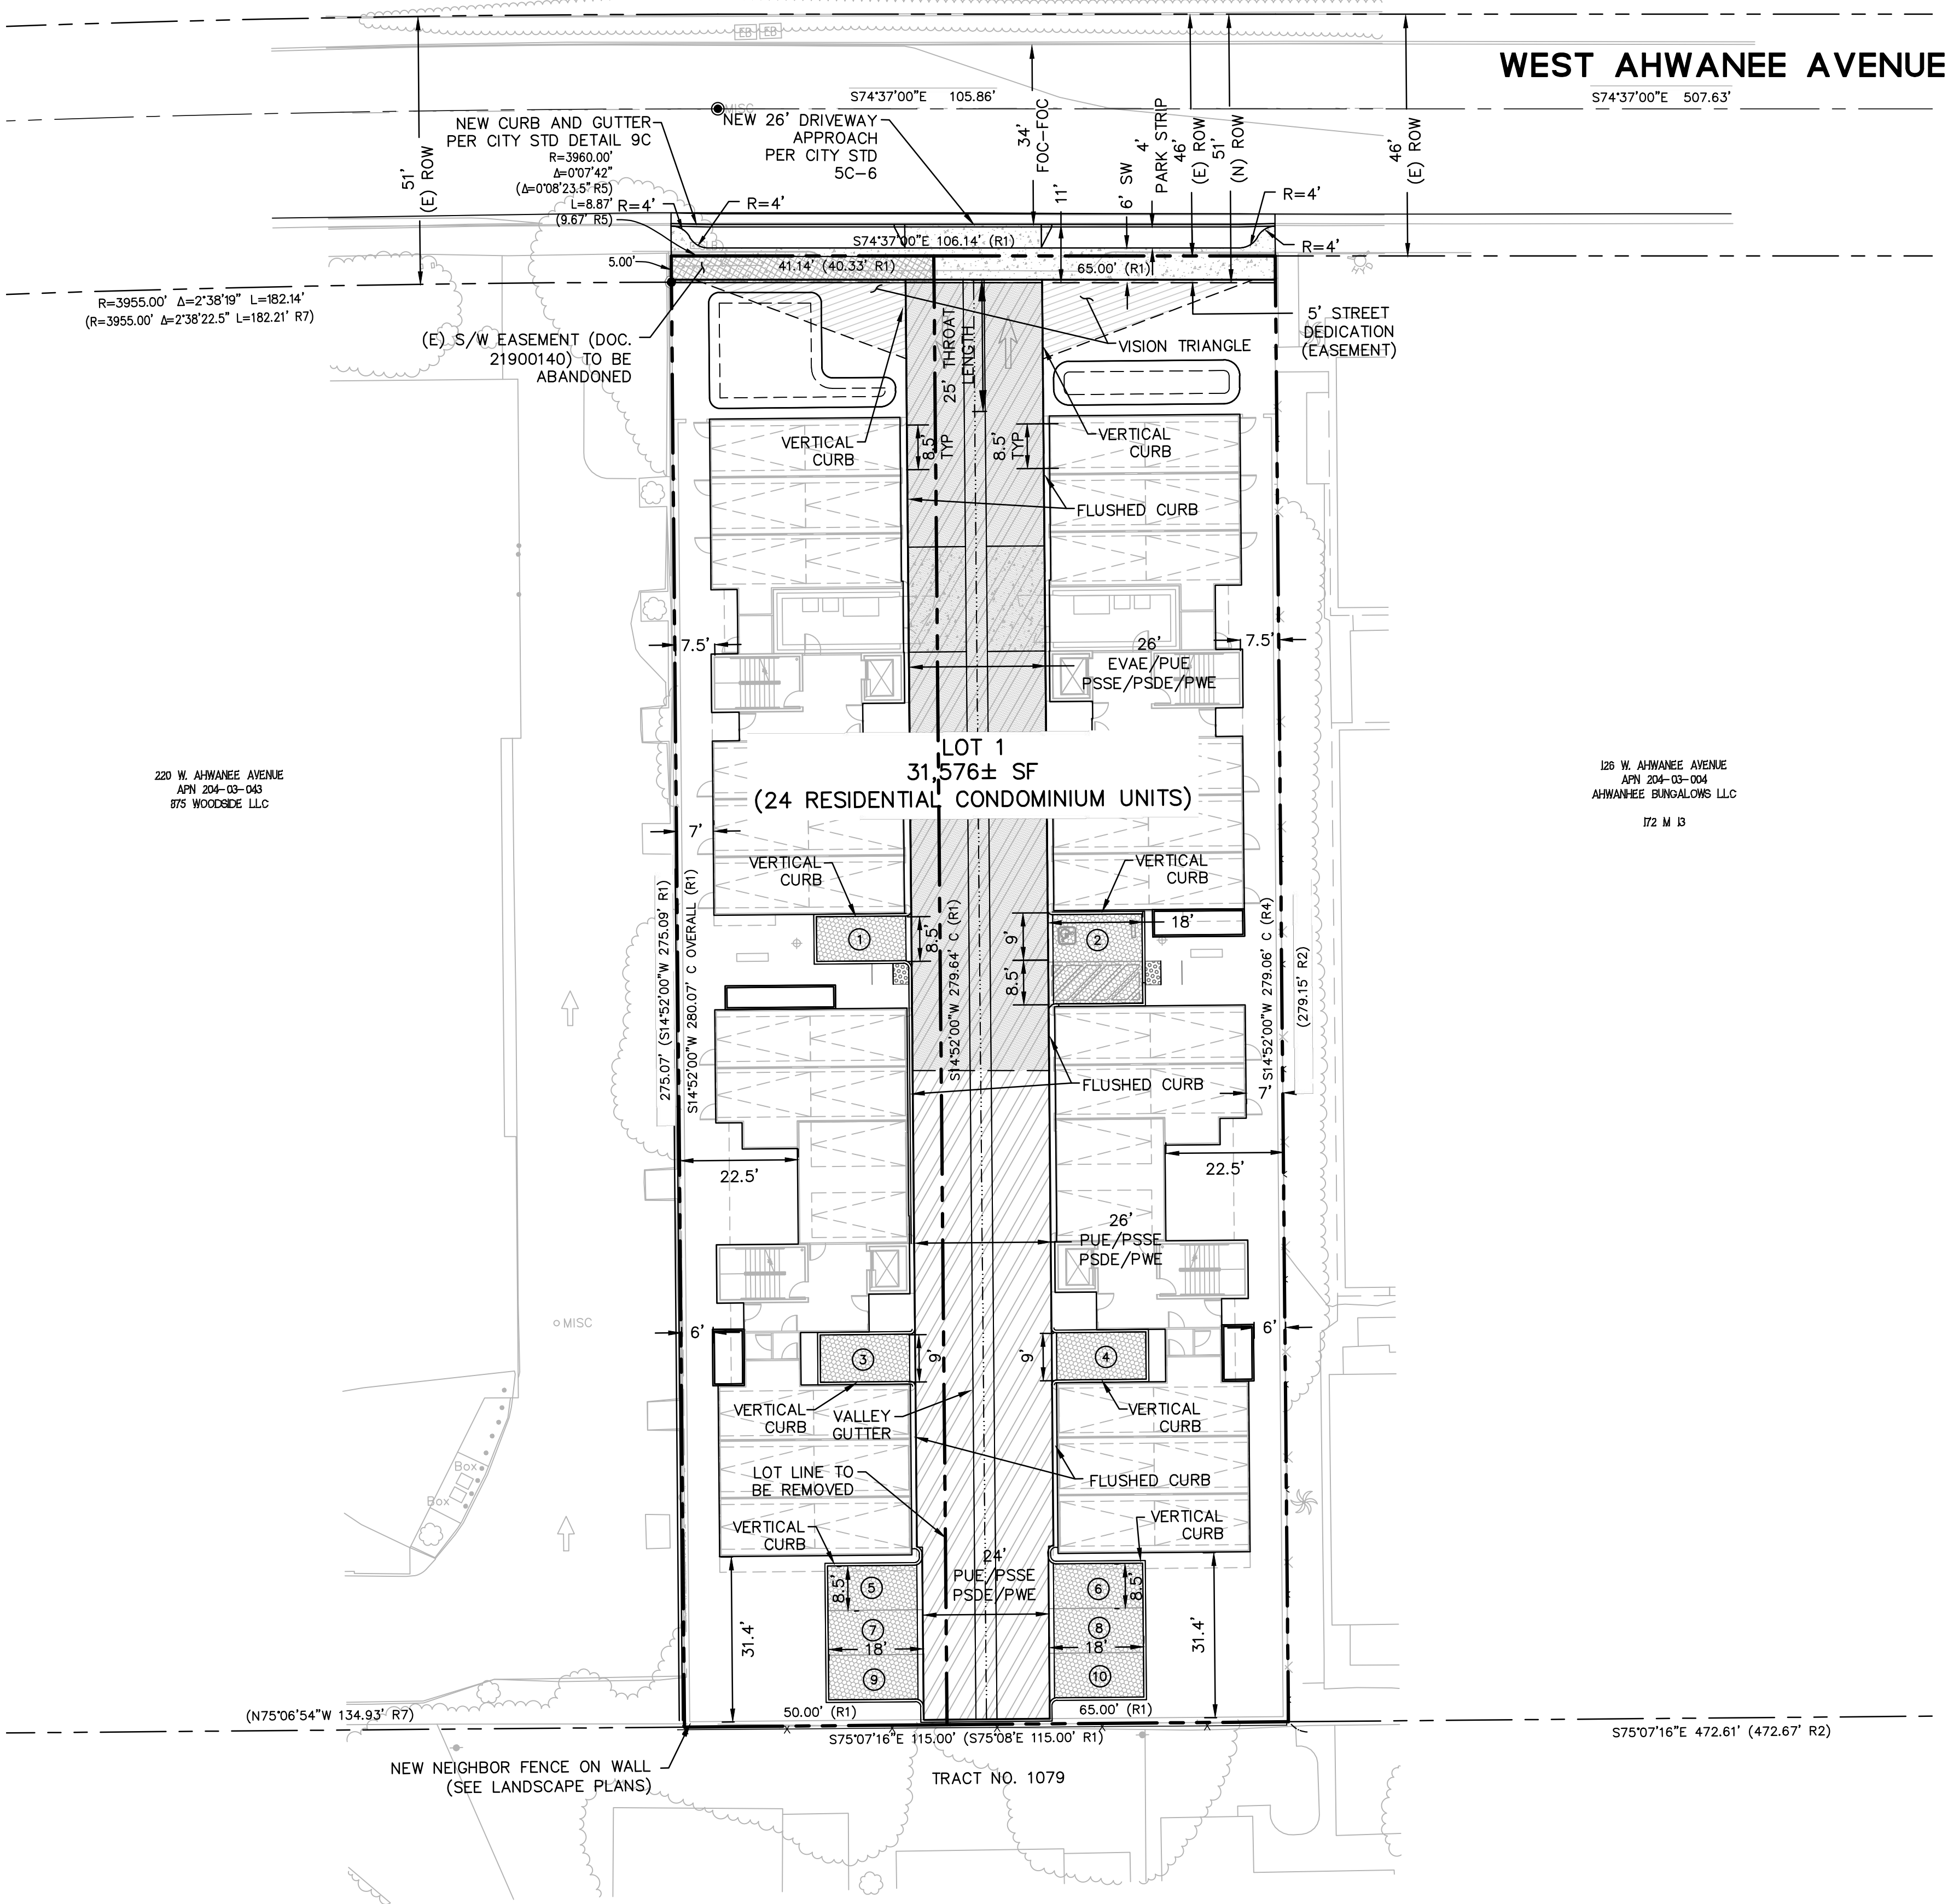 WEST AHWANEE AVENUE
S74°37'00"E 507.63'
EB EB
S74°37'00"E 105.86'
MISC
51'
(E) ROW
NEW CURB AND GUTTER
PER CITY STD DETAIL 9C
R=3960.00'
Δ=0°07'42"
(Δ=0°08'23.5" R5)
L=8.87'
(9.67' R5)
R=4'
R=4'
NEW 26' DRIVEWAY
APPROACH
PER CITY STD
5C-6
34'
FOC-FOC
11'
6' SW
4'
PARK STRIP
46'
(E) ROW
51'
(N) ROW
46'
(E) ROW
R=4'
R=4'
S74°37'00"E 106.14' (R1)
5.00'
41.14' (40.33' R1)
65.00' (R1)
R=3955.00' Δ=2°38'19" L=182.14'
(R=3955.00' Δ=2°38'22.5" L=182.21' R7)
(E) S/W EASEMENT (DOC.
21900140) TO BE
ABANDONED
25' THROAT
LENGTH
VISION TRIANGLE
5' STREET
DEDICATION
(EASEMENT)
VERTICAL
CURB
8.5'
TYP
8.5'
TYP
VERTICAL
CURB
FLUSHED CURB
7.5'
7.5'
26'
EVAE/PUE
PSSE/PSDE/PWE
LOT 1
31,576± SF
(24 RESIDENTIAL CONDOMINIUM UNITS)
220 W. AHWANEE AVENUE
APN 204-03-043
875 WOODSIDE LLC
126 W. AHWANEE AVENUE
APN 204-03-004
AHWANHEE BUNGALOWS LLC
172 M 13
7'
VERTICAL
CURB
VERTICAL
CURB
275.07' (S14°52'00"W 275.09' R1)
S14°52'00"W 280.07' C OVERALL (R1)
1
8.5'
S14°52'00"W 279.64' C (R1)
9'
8.5'
2
18'
S14°52'00"W 279.06' C (R4)
(279.15' R2)
FLUSHED CURB
7'
22.5'
22.5'
26'
PUE/PSSE
PSDE/PWE
MISC
6'
3
9'
9'
4
6'
VERTICAL
CURB
VALLEY
GUTTER
VERTICAL
CURB
Box
Box
LOT LINE TO
BE REMOVED
FLUSHED CURB
VERTICAL
CURB
VERTICAL
CURB
24'
PUE/PSSE
PSDE/PWE
8.5'
5
6
8.5'
31.4'
7
18'
8
18'
31.4'
9
10
50.00' (R1)
65.00' (R1)
(N75°06'54"W 134.93' R7)
S75°07'16"E 115.00' (S75°08'E 115.00' R1)
S75°07'16"E 472.61' (472.67' R2)
NEW NEIGHBOR FENCE ON WALL
(SEE LANDSCAPE PLANS)
TRACT NO. 1079